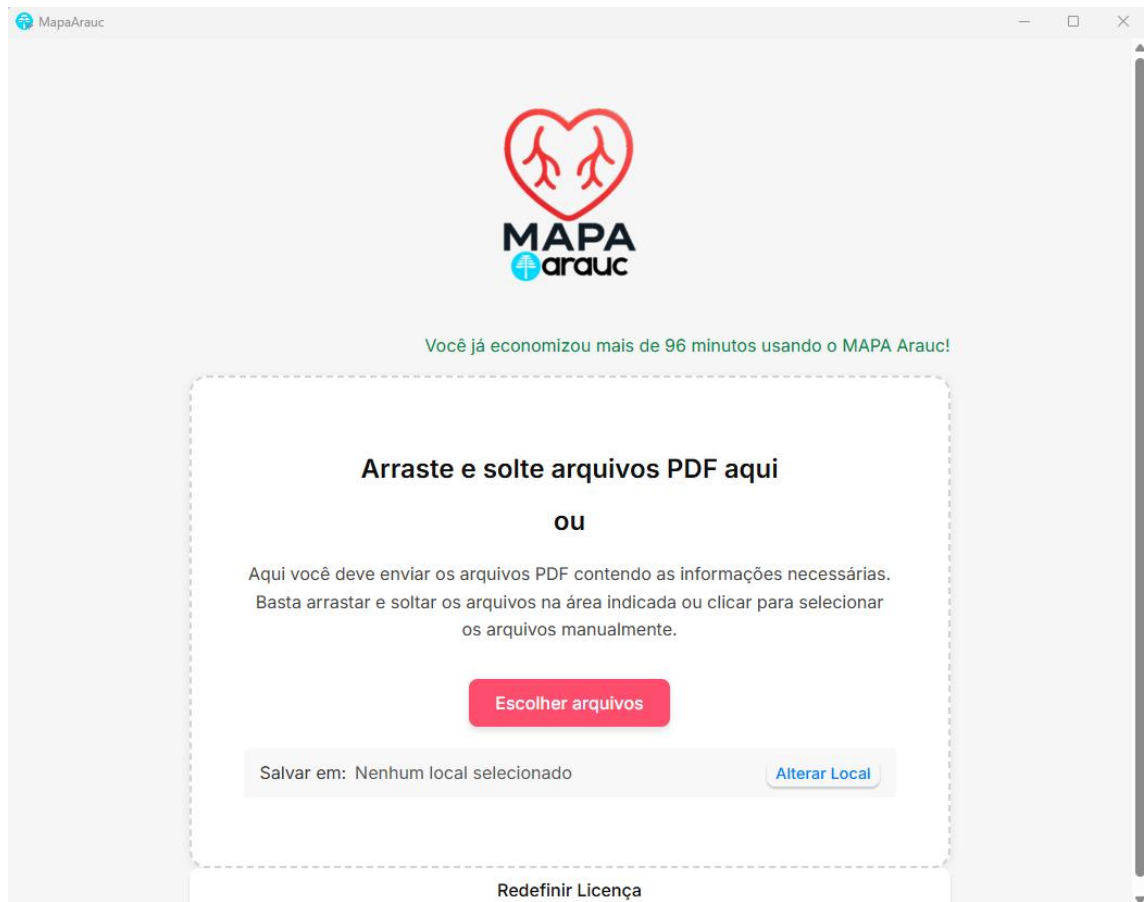 MapaArauc
MAPA
arauc
Você já economizou mais de 96 minutos usando o MAPA Arauc!
Arraste e solte arquivos PDF aqui
ou
Aqui você deve enviar os arquivos PDF contendo as informações necessárias.
Basta arrastar e soltar os arquivos na área indicada ou clicar para selecionar
os arquivos manualmente.
Escolher arquivos
Salvar em: Nenhum local selecionado
Alterar Local
Redefinir Licença